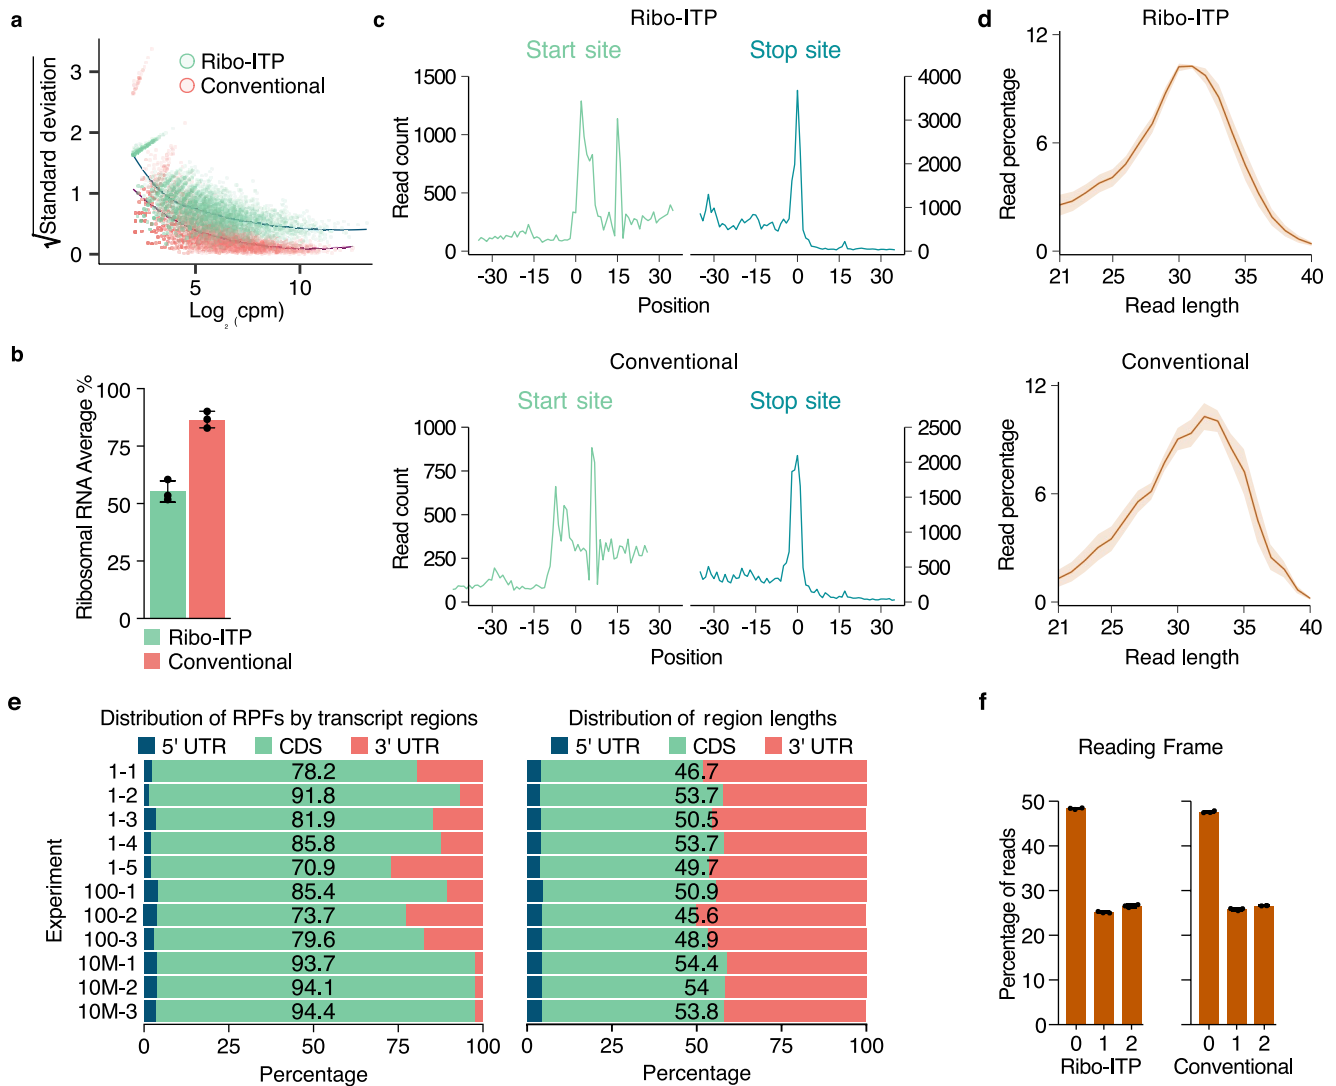 a
√Standard deviation
3
2
1
0
Ribo-ITP
Conventional
5
10
Log₂ (cpm)
b
Ribosomal RNA Average %
100
75
50
25
0
Ribo-ITP
Conventional
c
Ribo-ITP
Start site
Stop site
Read count
1500
1000
500
0
4000
3000
2000
1000
0
-30 -15 0 15 30
-30 -15 0 15 30
Position
Conventional
Start site
Stop site
Read count
1000
750
500
250
0
2500
2000
1500
1000
500
0
-30 -15 0 15 30
-30 -15 0 15 30
Position
d
Ribo-ITP
Read percentage
12
6
0
21 25 30 35 40
Read length
Conventional
Read percentage
12
6
0
21 25 30 35 40
Read length
e
Distribution of RPFs by transcript regions
5' UTR CDS 3' UTR
Experiment
1-1 78.2
1-2 91.8
1-3 81.9
1-4 85.8
1-5 70.9
100-1 85.4
100-2 73.7
100-3 79.6
10M-1 93.7
10M-2 94.1
10M-3 94.4
0 25 50 75 100
Percentage
Distribution of region lengths
5' UTR CDS 3' UTR
46.7
53.7
50.5
53.7
49.7
50.9
45.6
48.9
54.4
54
53.8
0 25 50 75 100
Percentage
f
Reading Frame
Percentage of reads
50
40
30
20
10
0
0 1 2
Ribo-ITP
0 1 2
Conventional